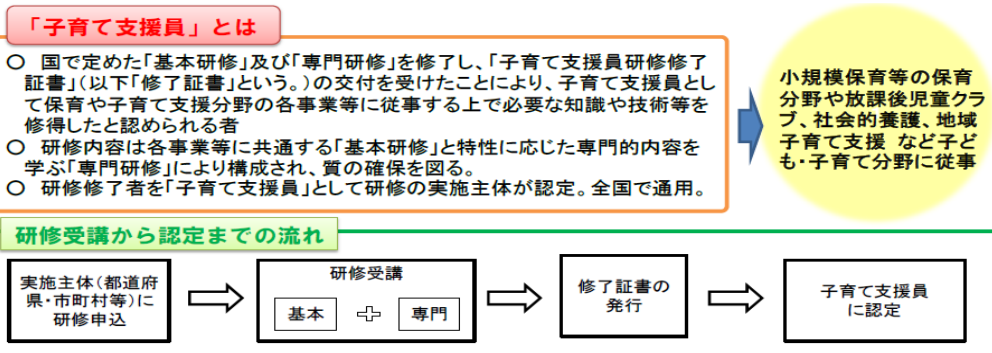 「子育て支援員」とは
○ 国で定めた「基本研修」及び「専門研修」を修了し、「子育て支援員研修修了
証書」(以下「修了証書」という。)の交付を受けたことにより、子育て支援員とし
て保育や子育て支援分野の各事業等に従事する上で必要な知識や技術等を
修得したと認められる者
○ 研修内容は各事業等に共通する「基本研修」と特性に応じた専門的内容を
学ぶ「専門研修」により構成され、質の確保を図る。
○ 研修修了者を「子育て支援員」として研修の実施主体が認定。全国で通用。
小規模保育等の保育
分野や放課後児童クラ
ブ、社会的養護、地域
子育て支援 など子ど
も・子育て分野に従事
研修受講から認定までの流れ
実施主体(都道府
県・市町村等)に
研修申込
研修受講
基本
専門
修了証書の
発行
子育て支援員
に認定